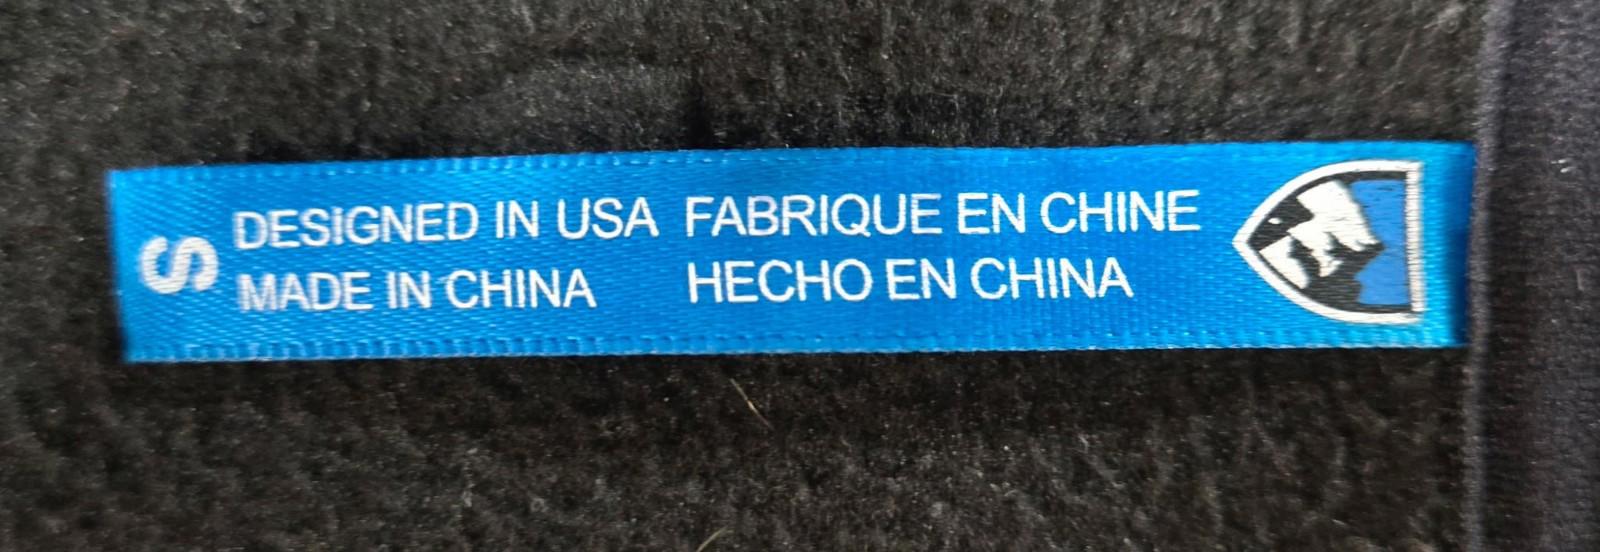 S
DESIGNED IN USA FABRIQUE EN CHINE
MADE IN CHINA HECHO EN CHINA